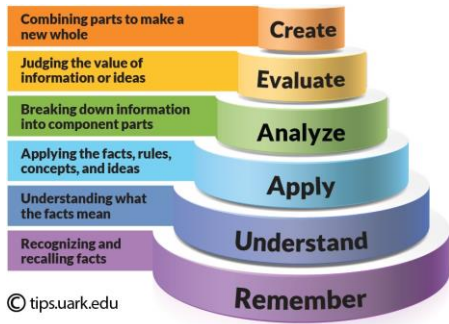 Combining parts to make a
new whole
Create
Judging the value of
information or ideas
Evaluate
Breaking down information
into component parts
Analyze
Applying the facts, rules,
concepts, and ideas
Apply
Understanding what
the facts mean
Understand
Recognizing and
recalling facts
Remember
© tips.uark.edu